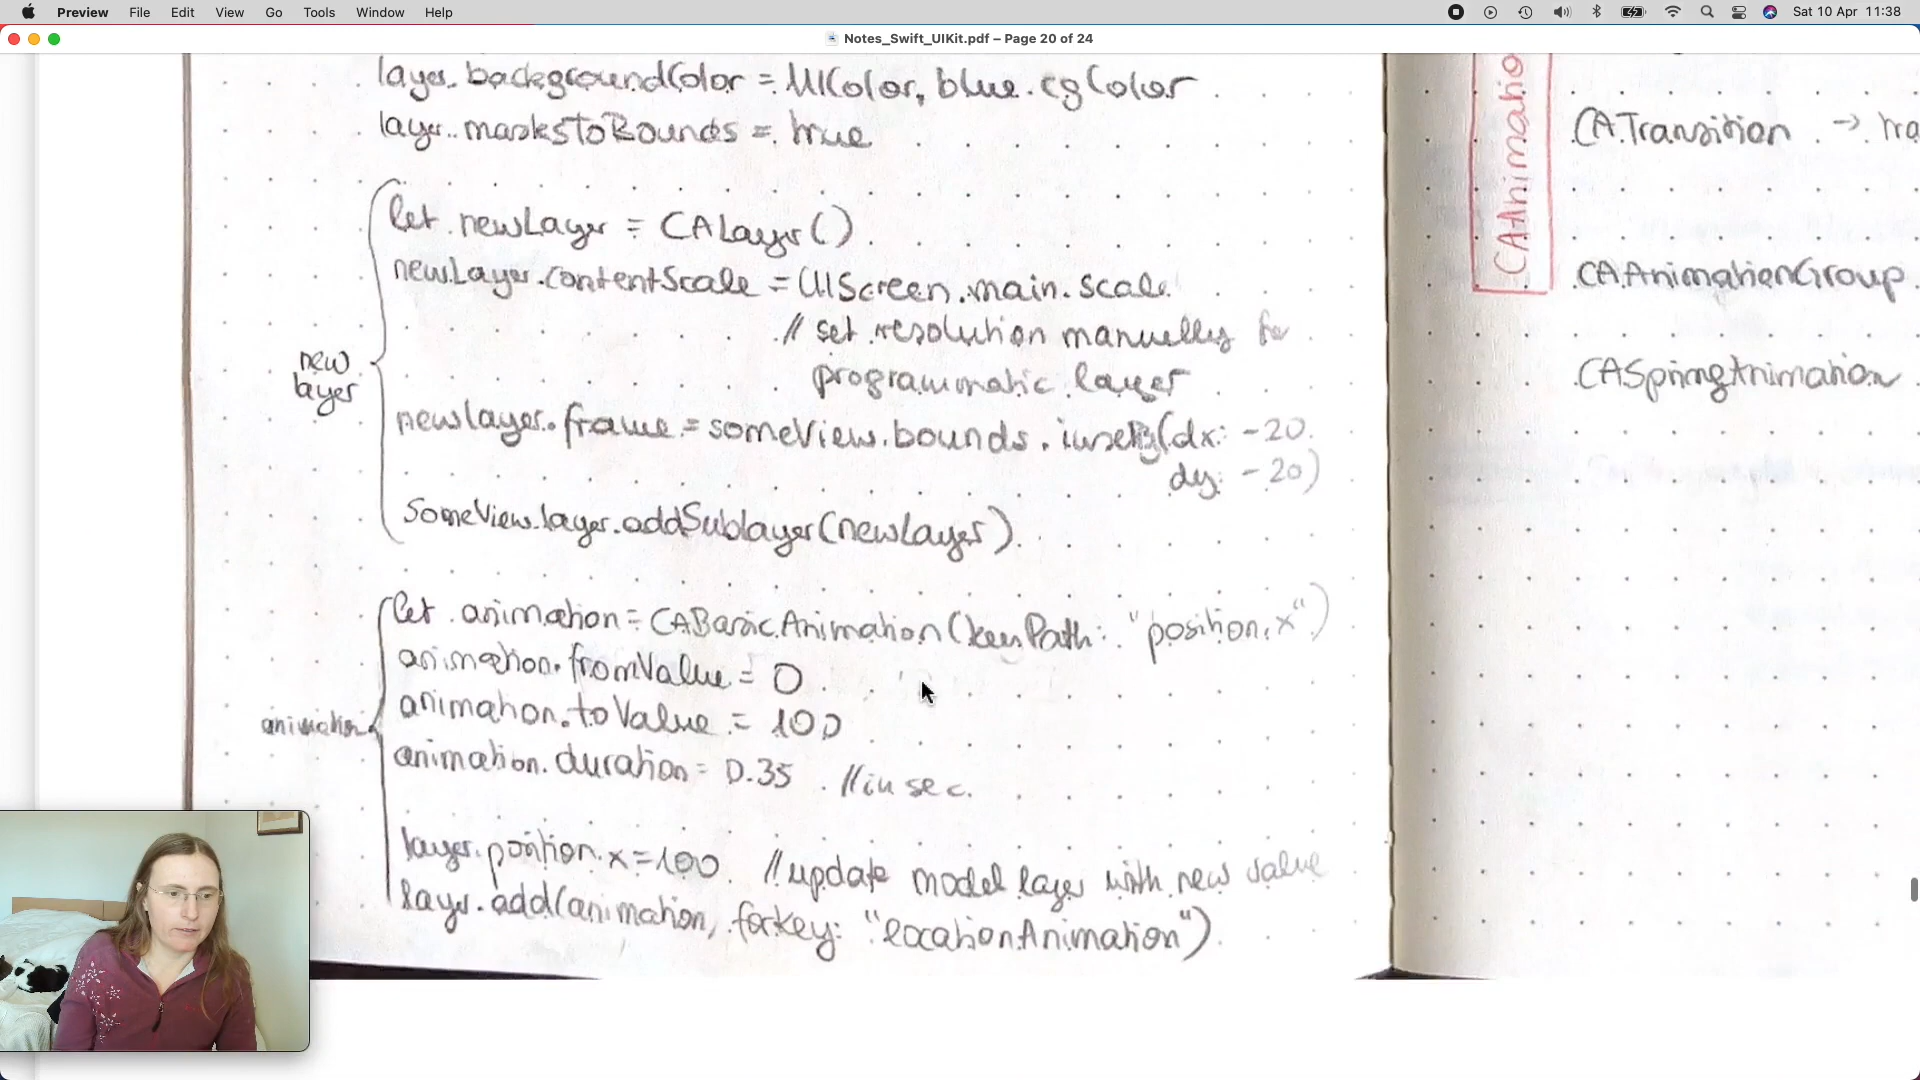 Preview File Edit View Go Tools Window Help
Sat 10 Apr 11:38
Notes_Swift_UIKit.pdf – Page 20 of 24
layer.backgroundColor = UIColor, blue.cgColor
layer.masksToBounds = true
new layer
let newLayer = CALayer()
newLayer.contentScale = UIScreen.main.scale
// set resolution manually for
programmatic layer
newLayer.frame = someView.bounds.insetBy(dx: -20
dy: -20)
someView.layer.addSublayer(newLayer)
animation
let animation = CABasicAnimation(keyPath: "position.x")
animation.fromValue = 0
animation.toValue = 100
animation.duration = 0.35 //in sec.
layer.position.x = 100 //update model layer with new value
layer.add(animation, forKey: "locationAnimation")
CAAnimatio
CATransition → tra
CAAnimationGroup
CASpringAnimation